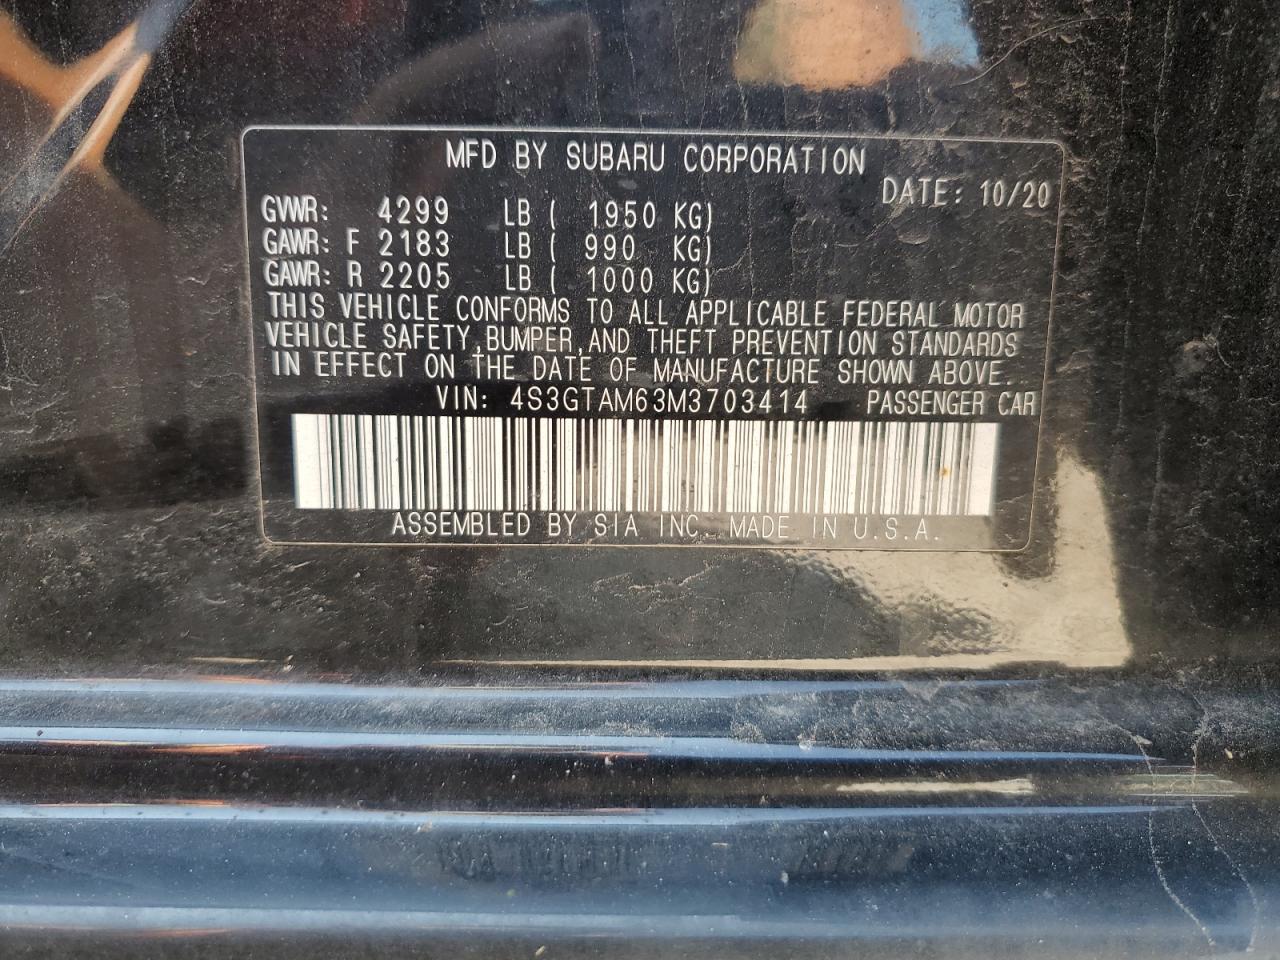 MFD BY SUBARU CORPORATION
DATE: 10/20
GVWR: 4299 LB ( 1950 KG)
GAWR: F 2183 LB ( 990 KG)
GAWR: R 2205 LB ( 1000 KG)
THIS VEHICLE CONFORMS TO ALL APPLICABLE FEDERAL MOTOR
VEHICLE SAFETY, BUMPER, AND THEFT PREVENTION STANDARDS
IN EFFECT ON THE DATE OF MANUFACTURE SHOWN ABOVE.
VIN: 4S3GTAM63M3703414 PASSENGER CAR
ASSEMBLED BY SIA INC. MADE IN U.S.A.